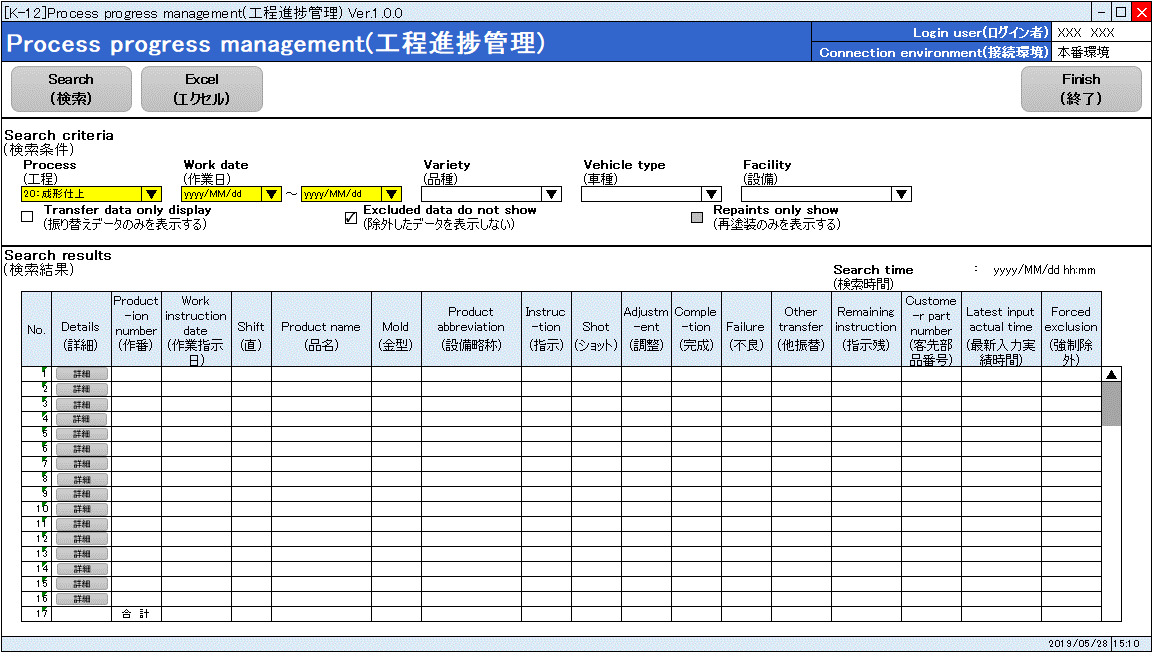 [K-12]Process progress management(工程進捗管理) Ver.1.0.0
Process progress management(工程進捗管理)
Login user(ログイン者) XXX XXX
Connection environment(接続環境) 本番環境
Search
(検索)
Excel
(エクセル)
Finish
(終了)
Search criteria
(検索条件)
Process
(工程)
20:成形仕上
Work date
(作業日)
yyyy/MM/dd ～ yyyy/MM/dd
Variety
(品種)
Vehicle type
(車種)
Facility
(設備)
Transfer data only display
(振り替えデータのみを表示する)
Excluded data do not show
(除外したデータを表示しない)
Repaints only show
(再塗装のみを表示する)
Search results
(検索結果)
Search time : yyyy/MM/dd hh:mm
(検索時間)
No.
Details
(詳細)
Product
-ion
number
(作番)
Work
instruction
date
(作業指示
日)
Shift
(直)
Product name
(品名)
Mold
(金型)
Product
abbreviation
(設備略称)
Instruc
-tion
(指示)
Shot
(ショット)
Adjustm
-ent
(調整)
Comple
-tion
(完成)
Failure
(不良)
Other
transfer
(他振替)
Remaining
instruction
(指示残)
Custome
-r part
number
(客先部
品番号)
Latest input
actual time
(最新入力実
績時間)
Forced
exclusion
(強制除
外)
1 詳細
2 詳細
3 詳細
4 詳細
5 詳細
6 詳細
7 詳細
8 詳細
9 詳細
10 詳細
11 詳細
12 詳細
13 詳細
14 詳細
15 詳細
16 詳細
17 合 計
2019/05/28 15:10